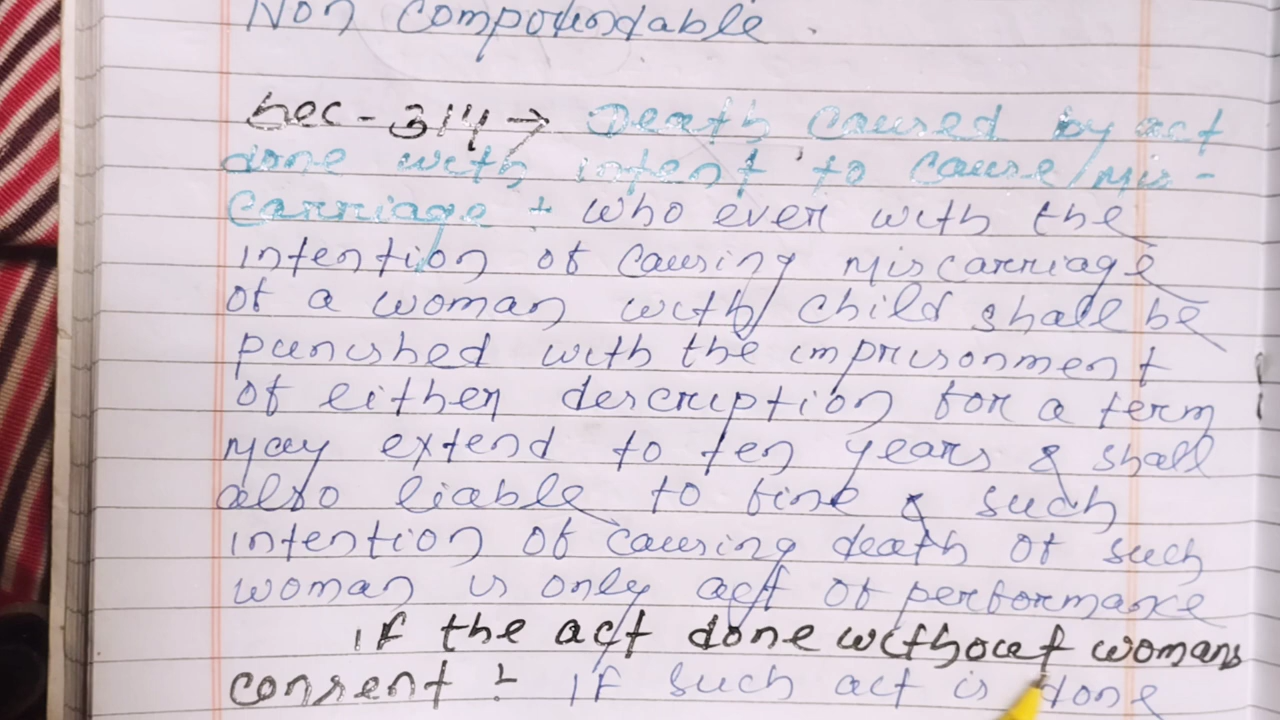 Non Compoundable.
Sec-314 → Death caused by act
done with intent to cause mis-
carriage ÷ who ever with the
intention of causing miscarriage
of a woman with child shall be
punished with the imprisonment
of either description for a term
may extend to ten years & shall
also liable to fine & such
intention of causing death of such
woman is only act of performance
if the act done without womans
consent ÷ If such act is done